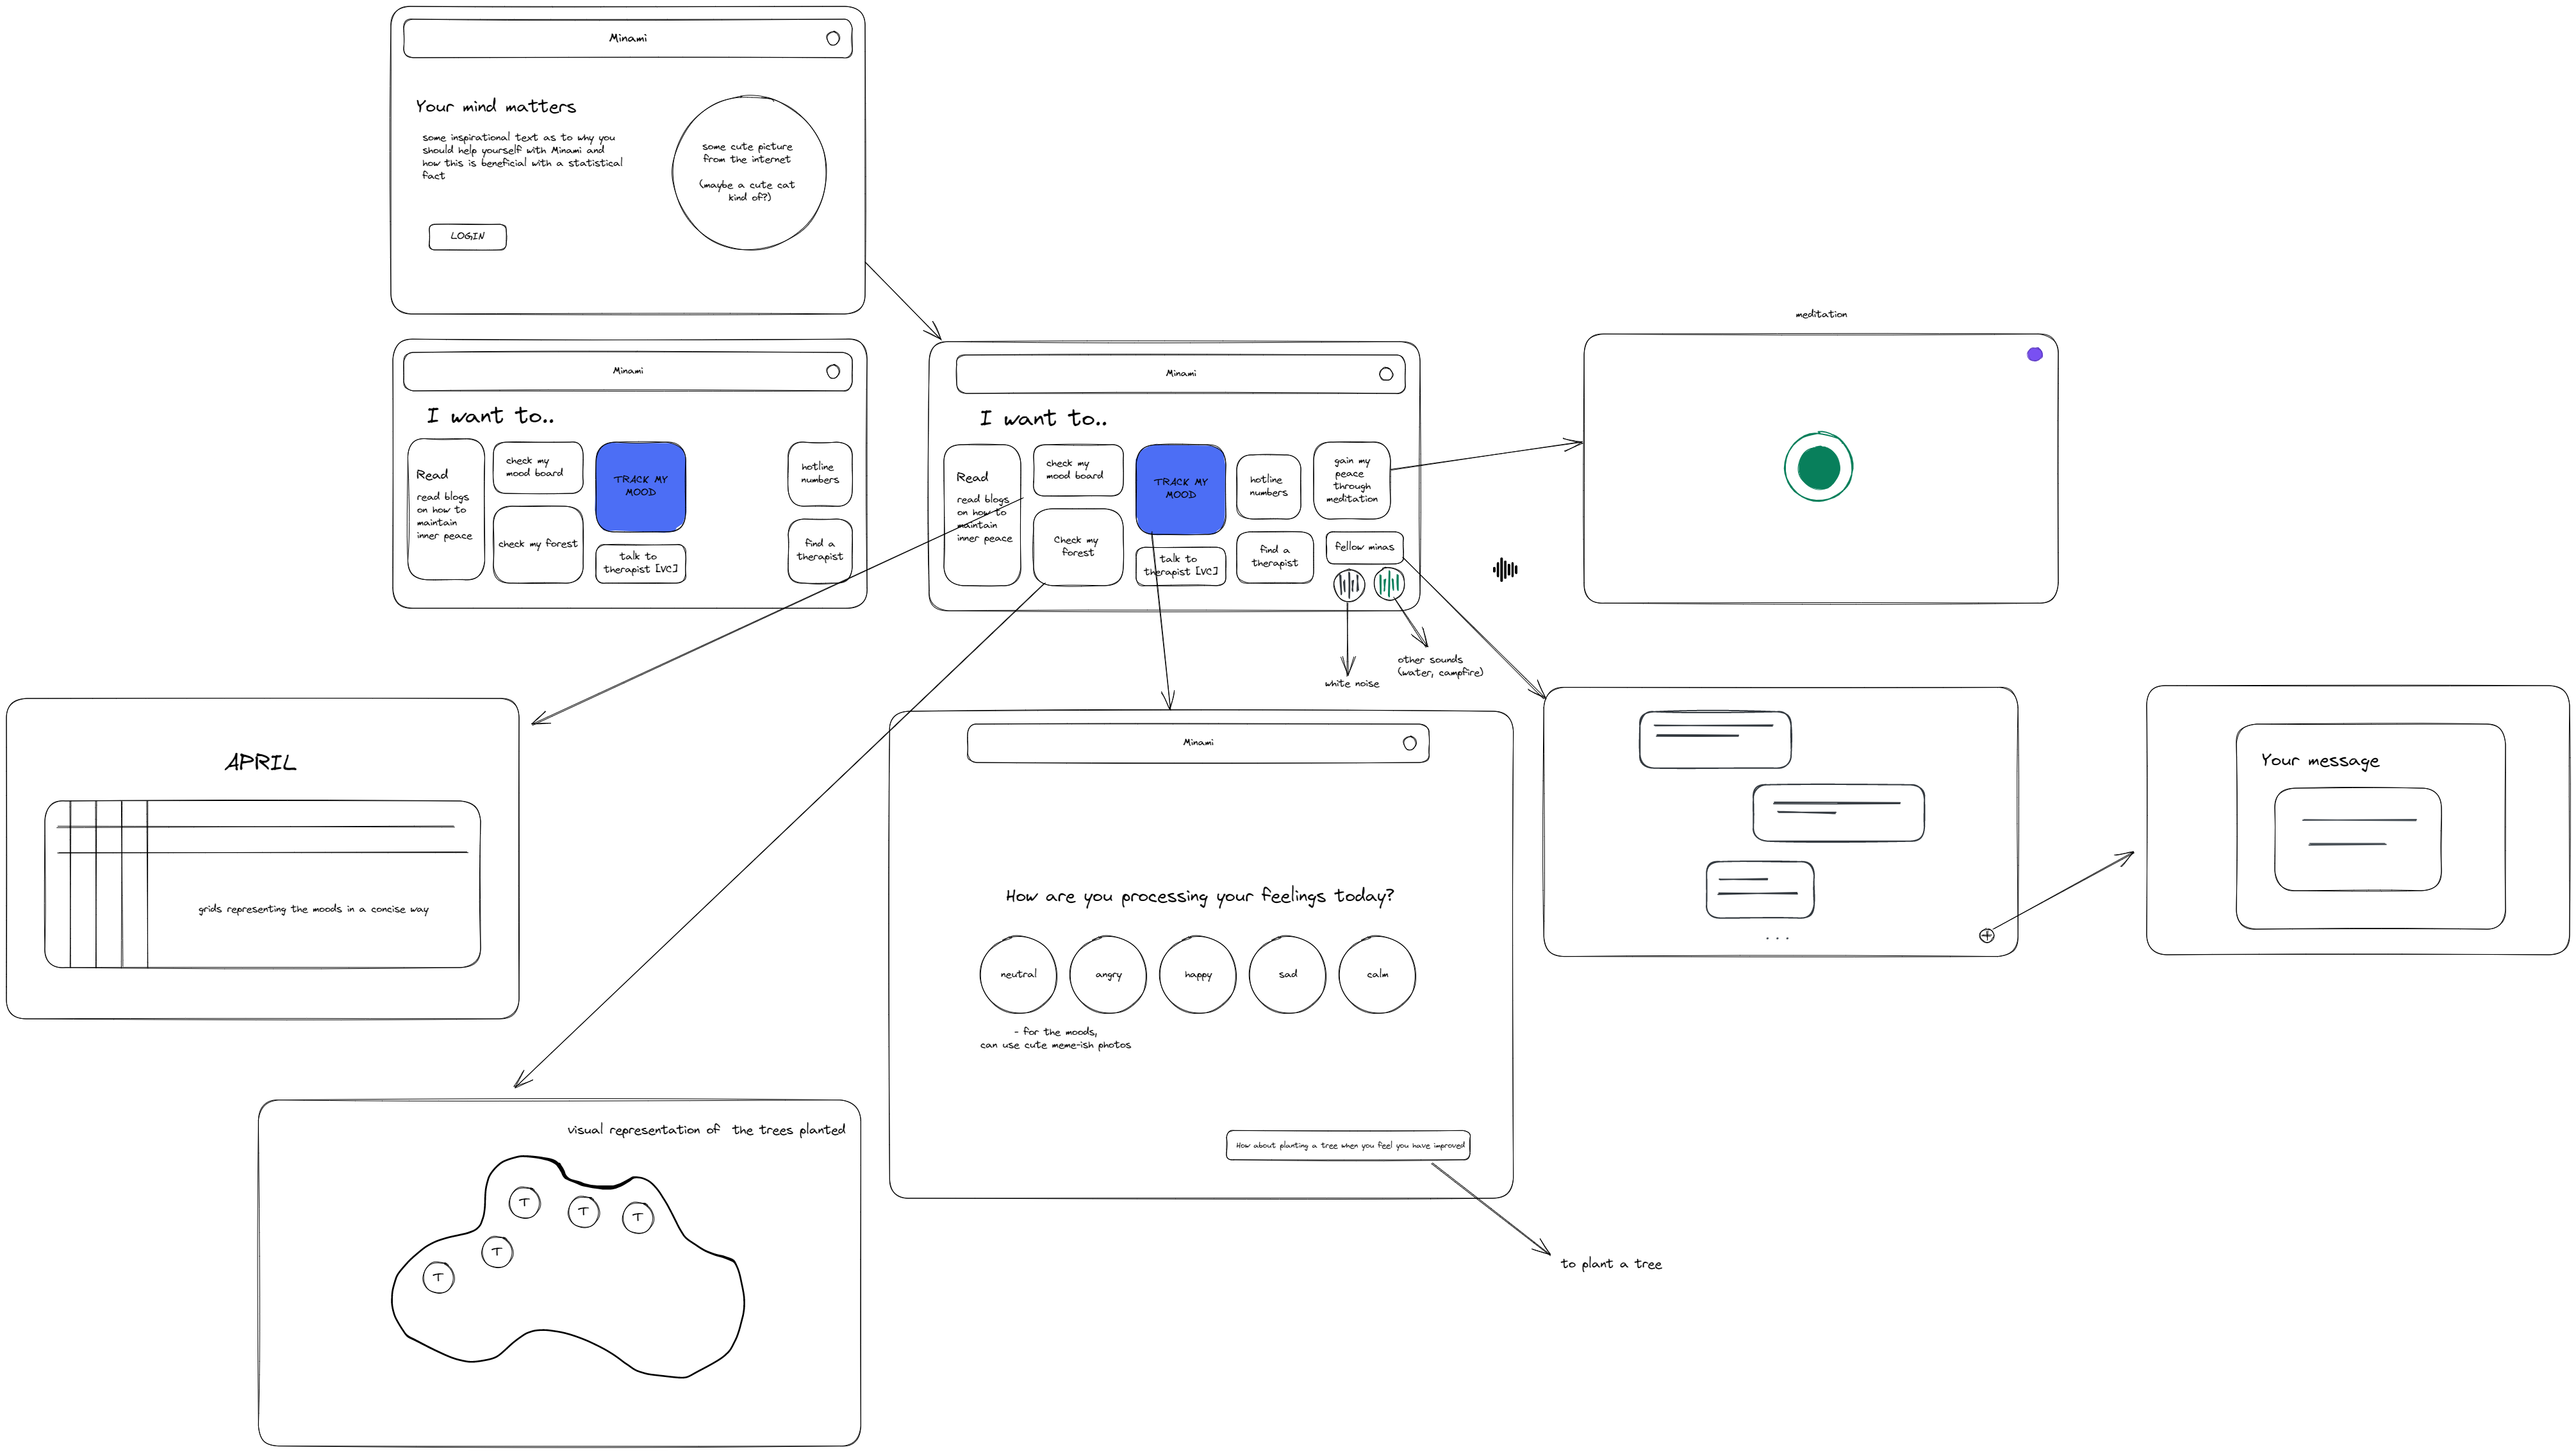 Minami
Your mind matters
some inspirational text as to why you
should help yourself with Minami and
how this is beneficial with a statistical
fact
some cute picture
from the internet
(maybe a cute cat
kind of?)
LOGIN
Minami
I want to..
Read
read blogs
on how to
maintain
inner peace
check my
mood board
check my forest
TRACK MY
MOOD
talk to
therapist [VC]
hotline
numbers
find a
therapist
Minami
I want to..
Read
read blogs
on how to
maintain
inner peace
check my
mood board
Check my
forest
TRACK MY
MOOD
talk to
therapist [VC]
hotline
numbers
find a
therapist
gain my
peace
through
meditation
fellow minas
white noise
other sounds
(water, campfire)
meditation
APRIL
grids representing the moods in a concise way
Minami
How are you processing your feelings today?
neutral
angry
happy
sad
calm
- for the moods,
can use cute meme-ish photos
How about planting a tree when you feel you have improved
to plant a tree
. . .
Your message
visual representation of the trees planted
T
T
T
T
T